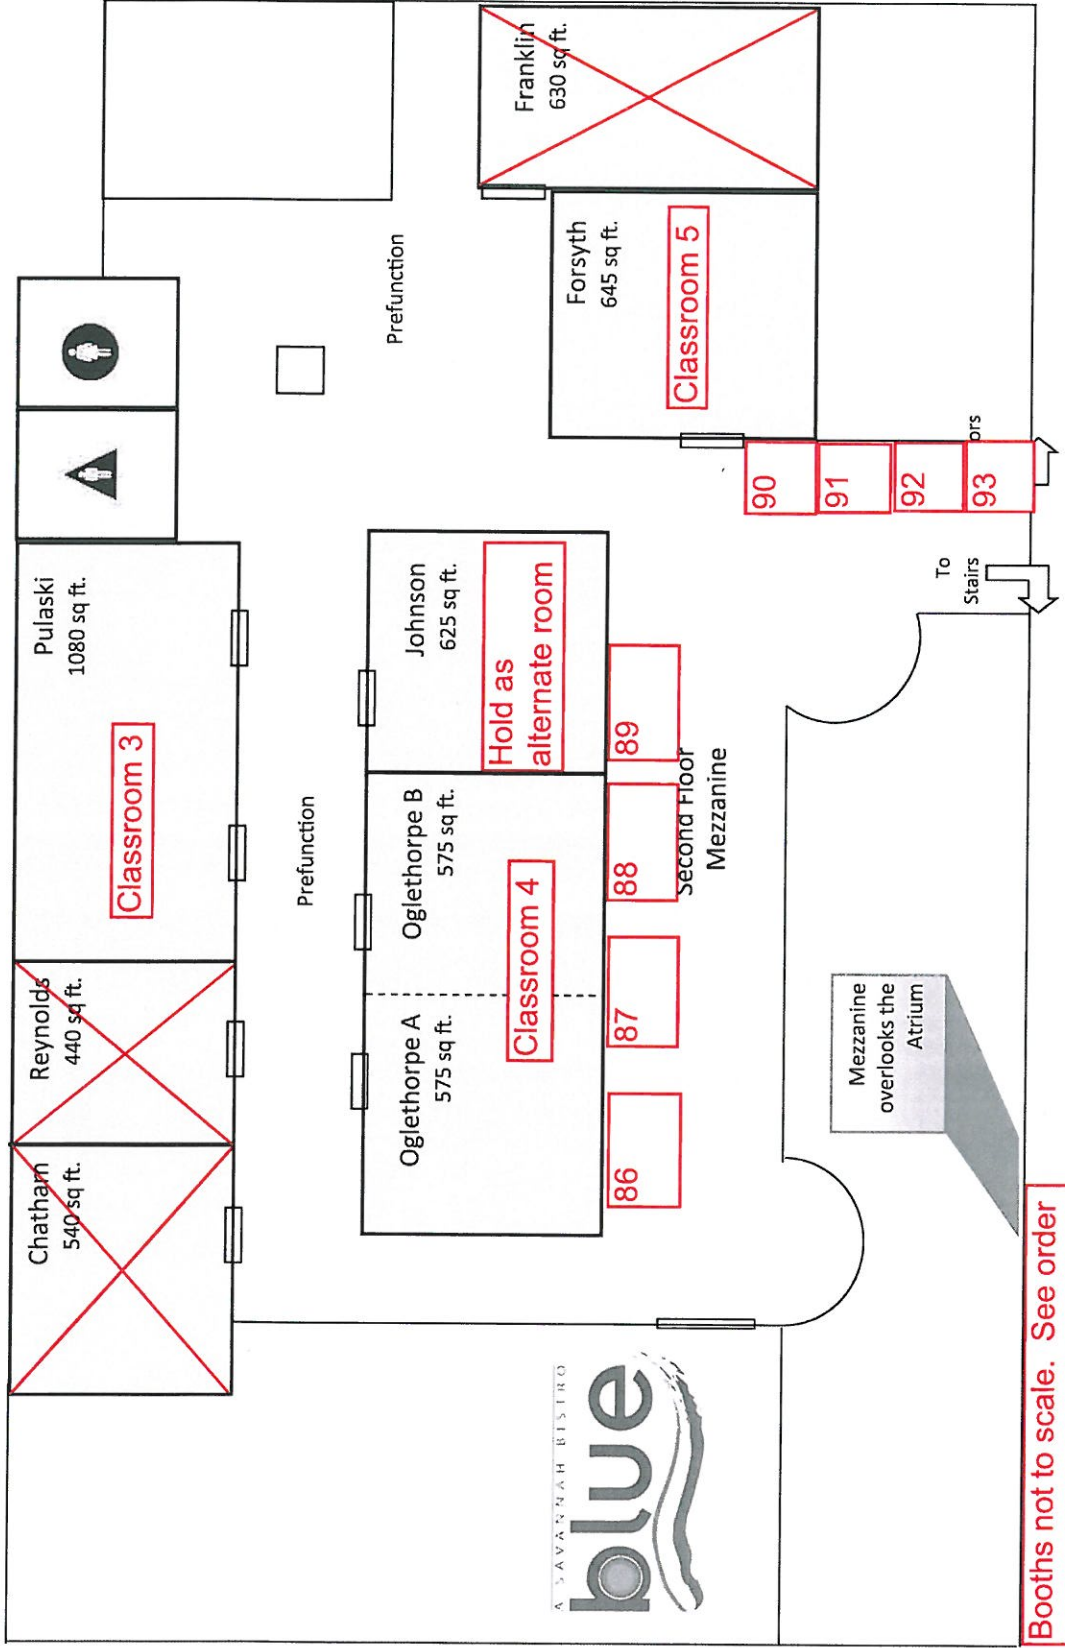 Chatham
540 sq ft.
Reynolds
440 sq ft.
Pulaski
1080 sq ft.
Classroom 3
Prefunction
Prefunction
Oglethorpe A
575 sq ft.
Oglethorpe B
575 sq ft.
Classroom 4
Johnson
625 sq ft.
Hold as
alternate room
Franklin
630 sq ft.
Forsyth
645 sq ft.
Classroom 5
86
87
88
89
Second Floor
Mezzanine
90
91
92
93
ors
To
Stairs
Mezzanine
overlooks the
Atrium
A SAVANNAH BISTRO
blue
Booths not to scale. See order